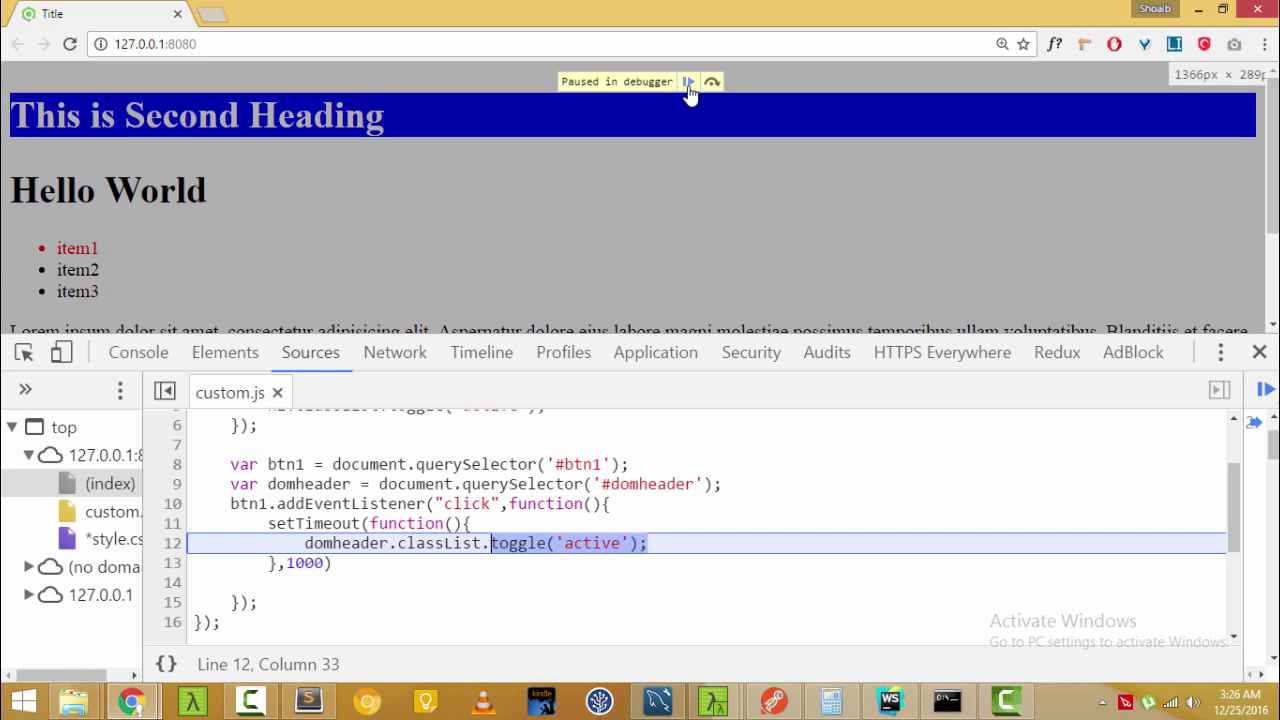 Title
Shoaib
127.0.0.1:8080
f?
LI
Paused in debugger
1366px × 289p
This is Second Heading
Hello World
item1
item2
item3
Lorem ipsum dolor sit amet, consectetur adipisicing elit. Aspernatur dolore eius labore magni molestiae possimus temporibus ullam voluptatibus. Blanditiis et facere
Console
Elements
Sources
Network
Timeline
Profiles
Application
Security
Audits
HTTPS Everywhere
Redux
AdBlock
custom.js
top
127.0.0.1:8
(index)
custom.
*style.cs
(no domai
127.0.0.1
6 });
7
8 var btn1 = document.querySelector('#btn1');
9 var domheader = document.querySelector('#domheader');
10 btn1.addEventListener("click",function(){
11 setTimeout(function(){
12 domheader.classList.toggle('active');
13 },1000)
14
15 });
16 });
{} Line 12, Column 33
Activate Windows
Go to PC settings to activate Windows.
kindle
WS
3:26 AM
12/25/2016